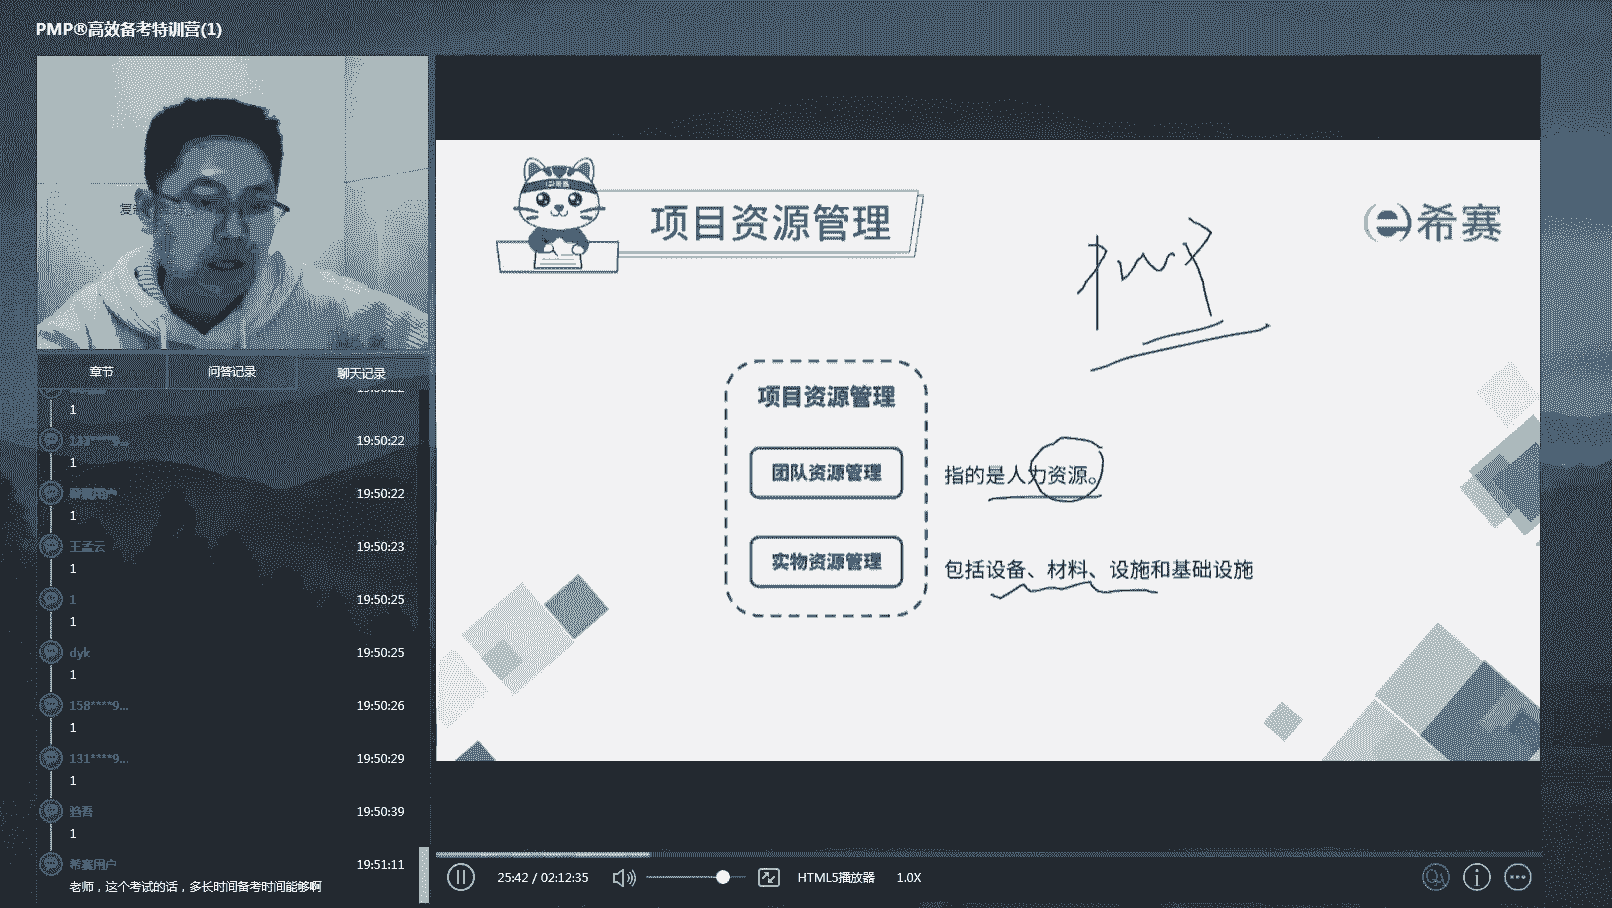 PMP®高效备考特训营(1)
章节
问答记录
聊天记录
1
19:50:22
1
19:50:22
1
王孟云
19:50:23
1
1
19:50:25
1
dyk
19:50:25
1
158****9...
19:50:26
1
131****9...
19:50:29
1
19:50:39
1
希赛用户
19:51:11
老师，这个考试的话，多长时间备考时间能够啊
项目资源管理
PMP
希赛
项目资源管理
团队资源管理
指的是人力资源。
实物资源管理
包括设备、材料、设施和基础设施
25:42 / 02:12:35
HTML5播放器
1.0X